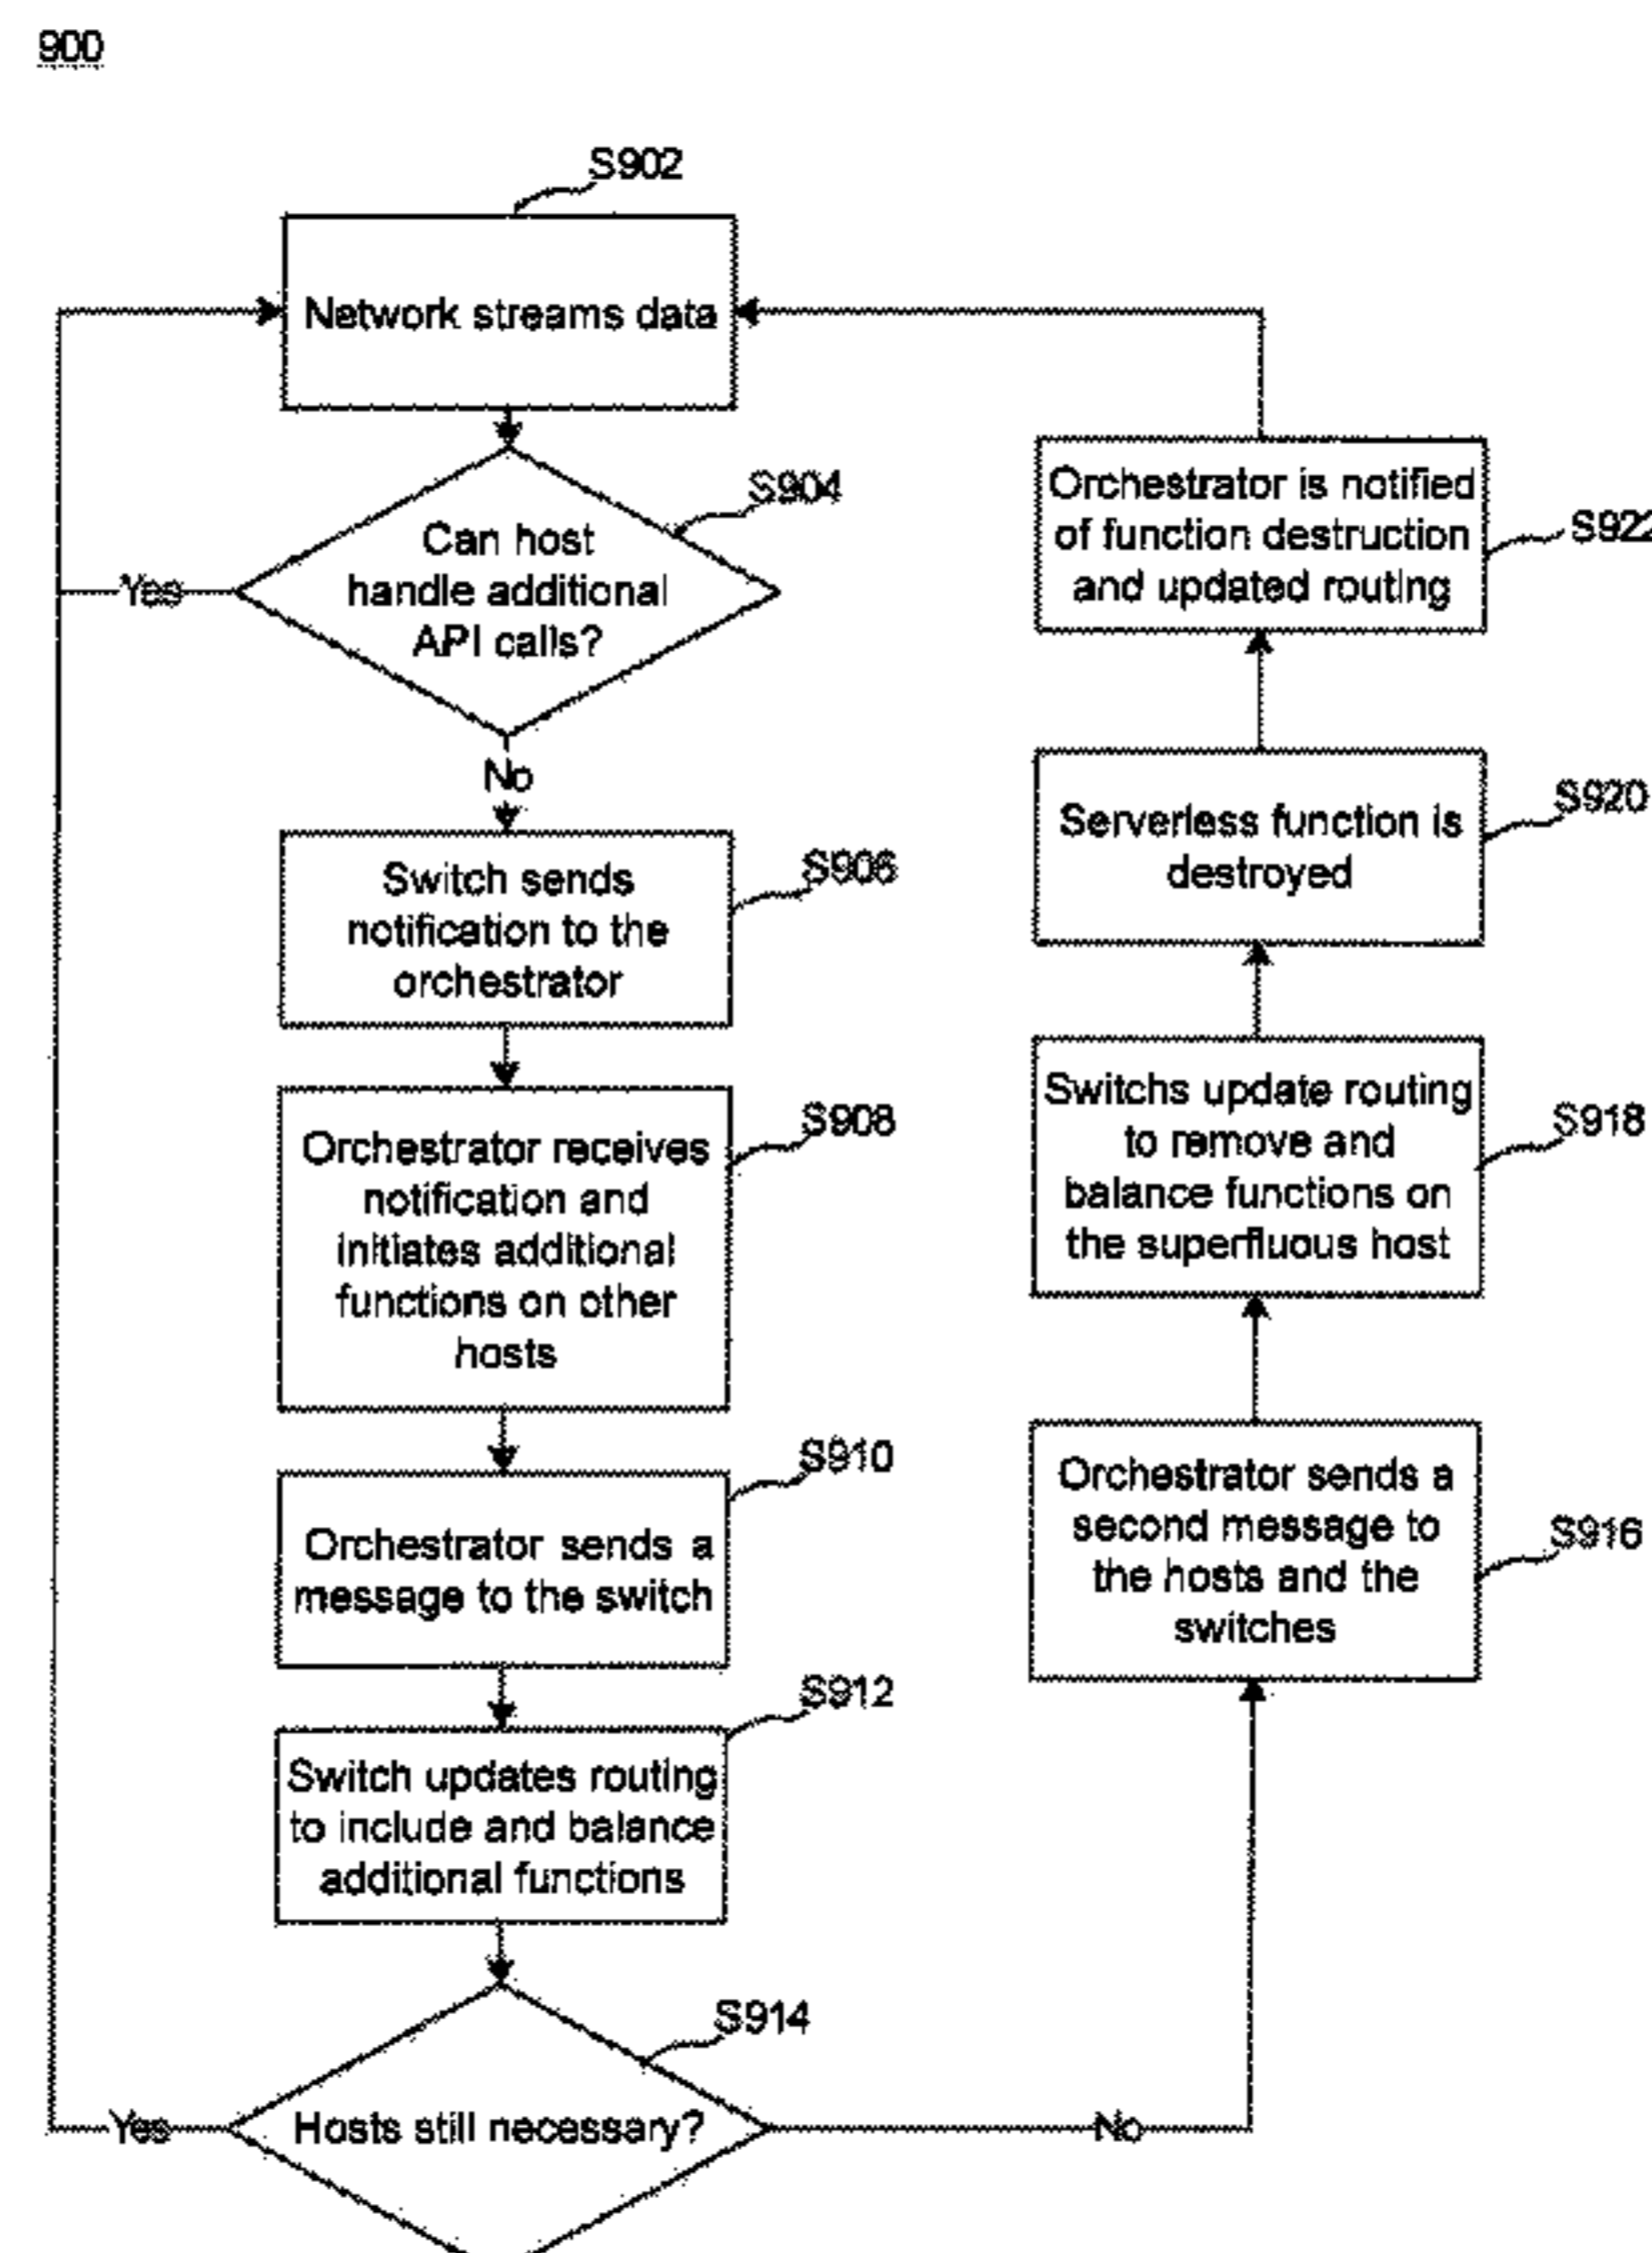 900
S902
Network streams data
S904
Can host
handle additional
API calls?
Yes
No
S906
Switch sends
notification to the
orchestrator
S908
Orchestrator receives
notification and
initiates additional
functions on other
hosts
S910
Orchestrator sends a
message to the switch
S912
Switch updates routing
to include and balance
additional functions
S914
Hosts still necessary?
Yes
No
S916
Orchestrator sends a
second message to
the hosts and the
switches
S918
Switchs update routing
to remove and
balance functions on
the superfluous host
S920
Serverless function is
destroyed
S922
Orchestrator is notified
of function destruction
and updated routing